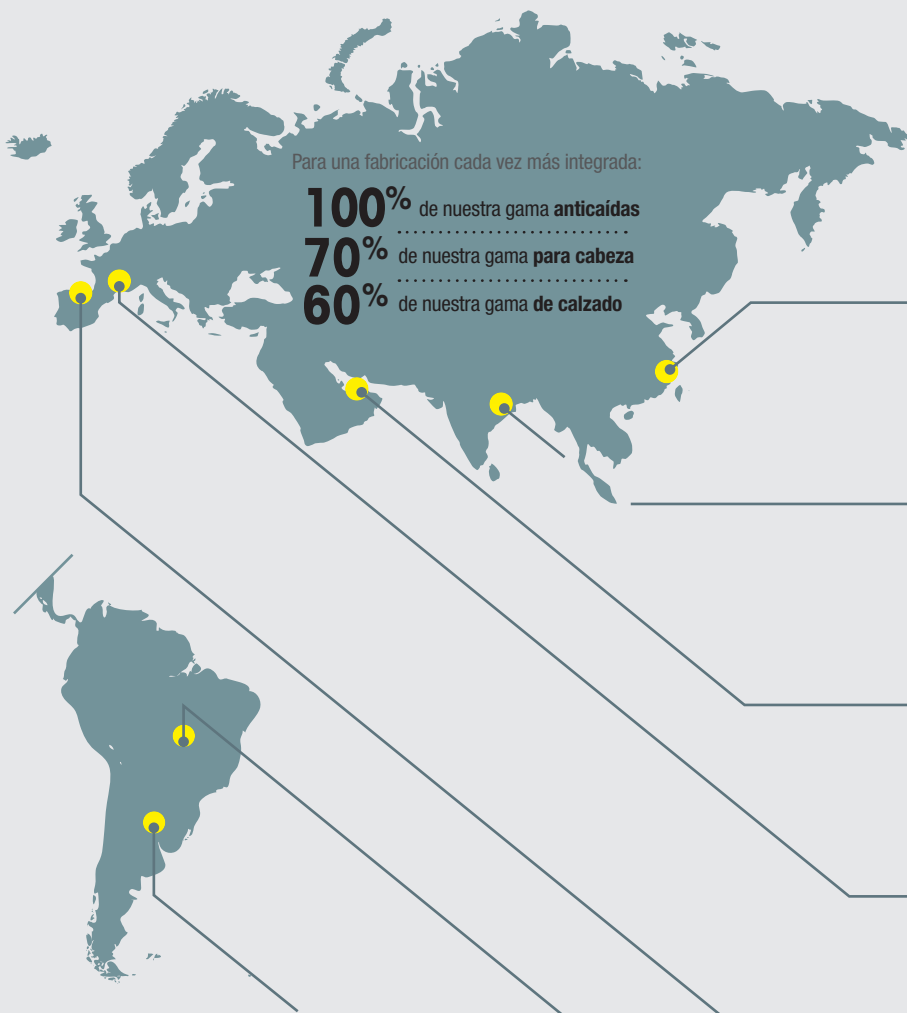 Para una fabricación cada vez más integrada:
100% de nuestra gama anticaídas
70% de nuestra gama para cabeza
60% de nuestra gama de calzado